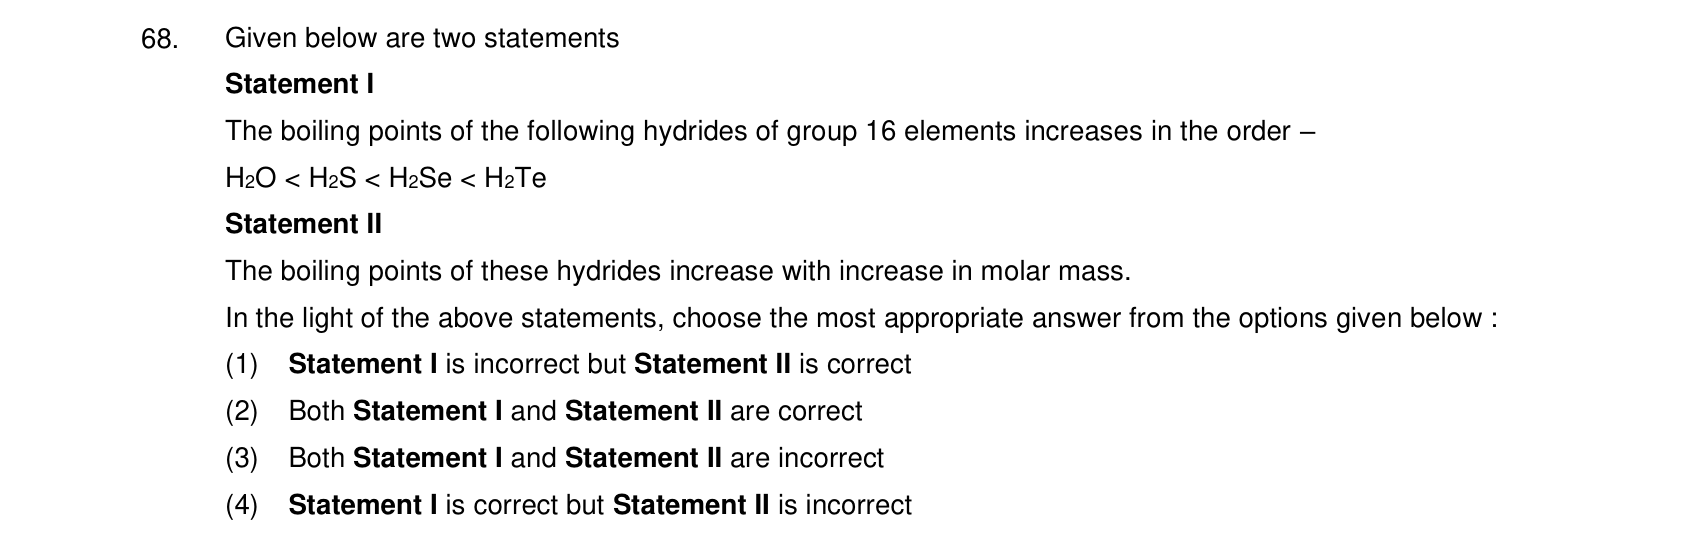 68. Given below are two statements
Statement I
The boiling points of the following hydrides of group 16 elements increases in the order –
H₂O < H₂S < H₂Se < H₂Te
Statement II
The boiling points of these hydrides increase with increase in molar mass.
In the light of the above statements, choose the most appropriate answer from the options given below :
(1) Statement I is incorrect but Statement II is correct
(2) Both Statement I and Statement II are correct
(3) Both Statement I and Statement II are incorrect
(4) Statement I is correct but Statement II is incorrect